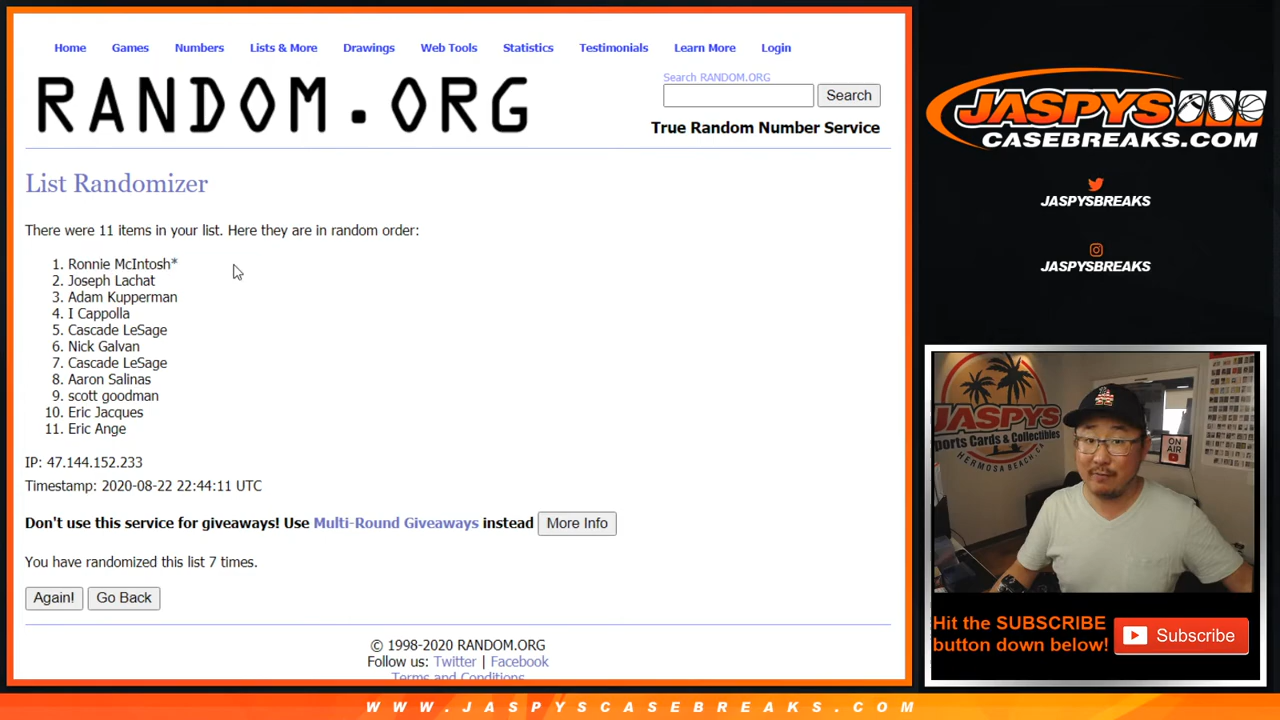 Home Games Numbers Lists & More Drawings Web Tools Statistics Testimonials Learn More Login
RANDOM.ORG
Search RANDOM.ORG
Search
True Random Number Service
List Randomizer
There were 11 items in your list. Here they are in random order:
1. Ronnie McIntosh*
2. Joseph Lachat
3. Adam Kupperman
4. I Cappolla
5. Cascade LeSage
6. Nick Galvan
7. Cascade LeSage
8. Aaron Salinas
9. scott goodman
10. Eric Jacques
11. Eric Ange
IP: 47.144.152.233
Timestamp: 2020-08-22 22:44:11 UTC
Don't use this service for giveaways! Use Multi-Round Giveaways instead More Info
You have randomized this list 7 times.
Again! Go Back
© 1998-2020 RANDOM.ORG
Follow us: Twitter | Facebook
Terms and Conditions
JASPYS
CASEBREAKS.COM
JASPYSBREAKS
JASPYSBREAKS
JASPYS
Sports Cards & Collectibles
HERMOSA BEACH, CA
ON
AIR
Hit the SUBSCRIBE
button down below!
Subscribe
WWW.JASPYSCASEBREAKS.COM